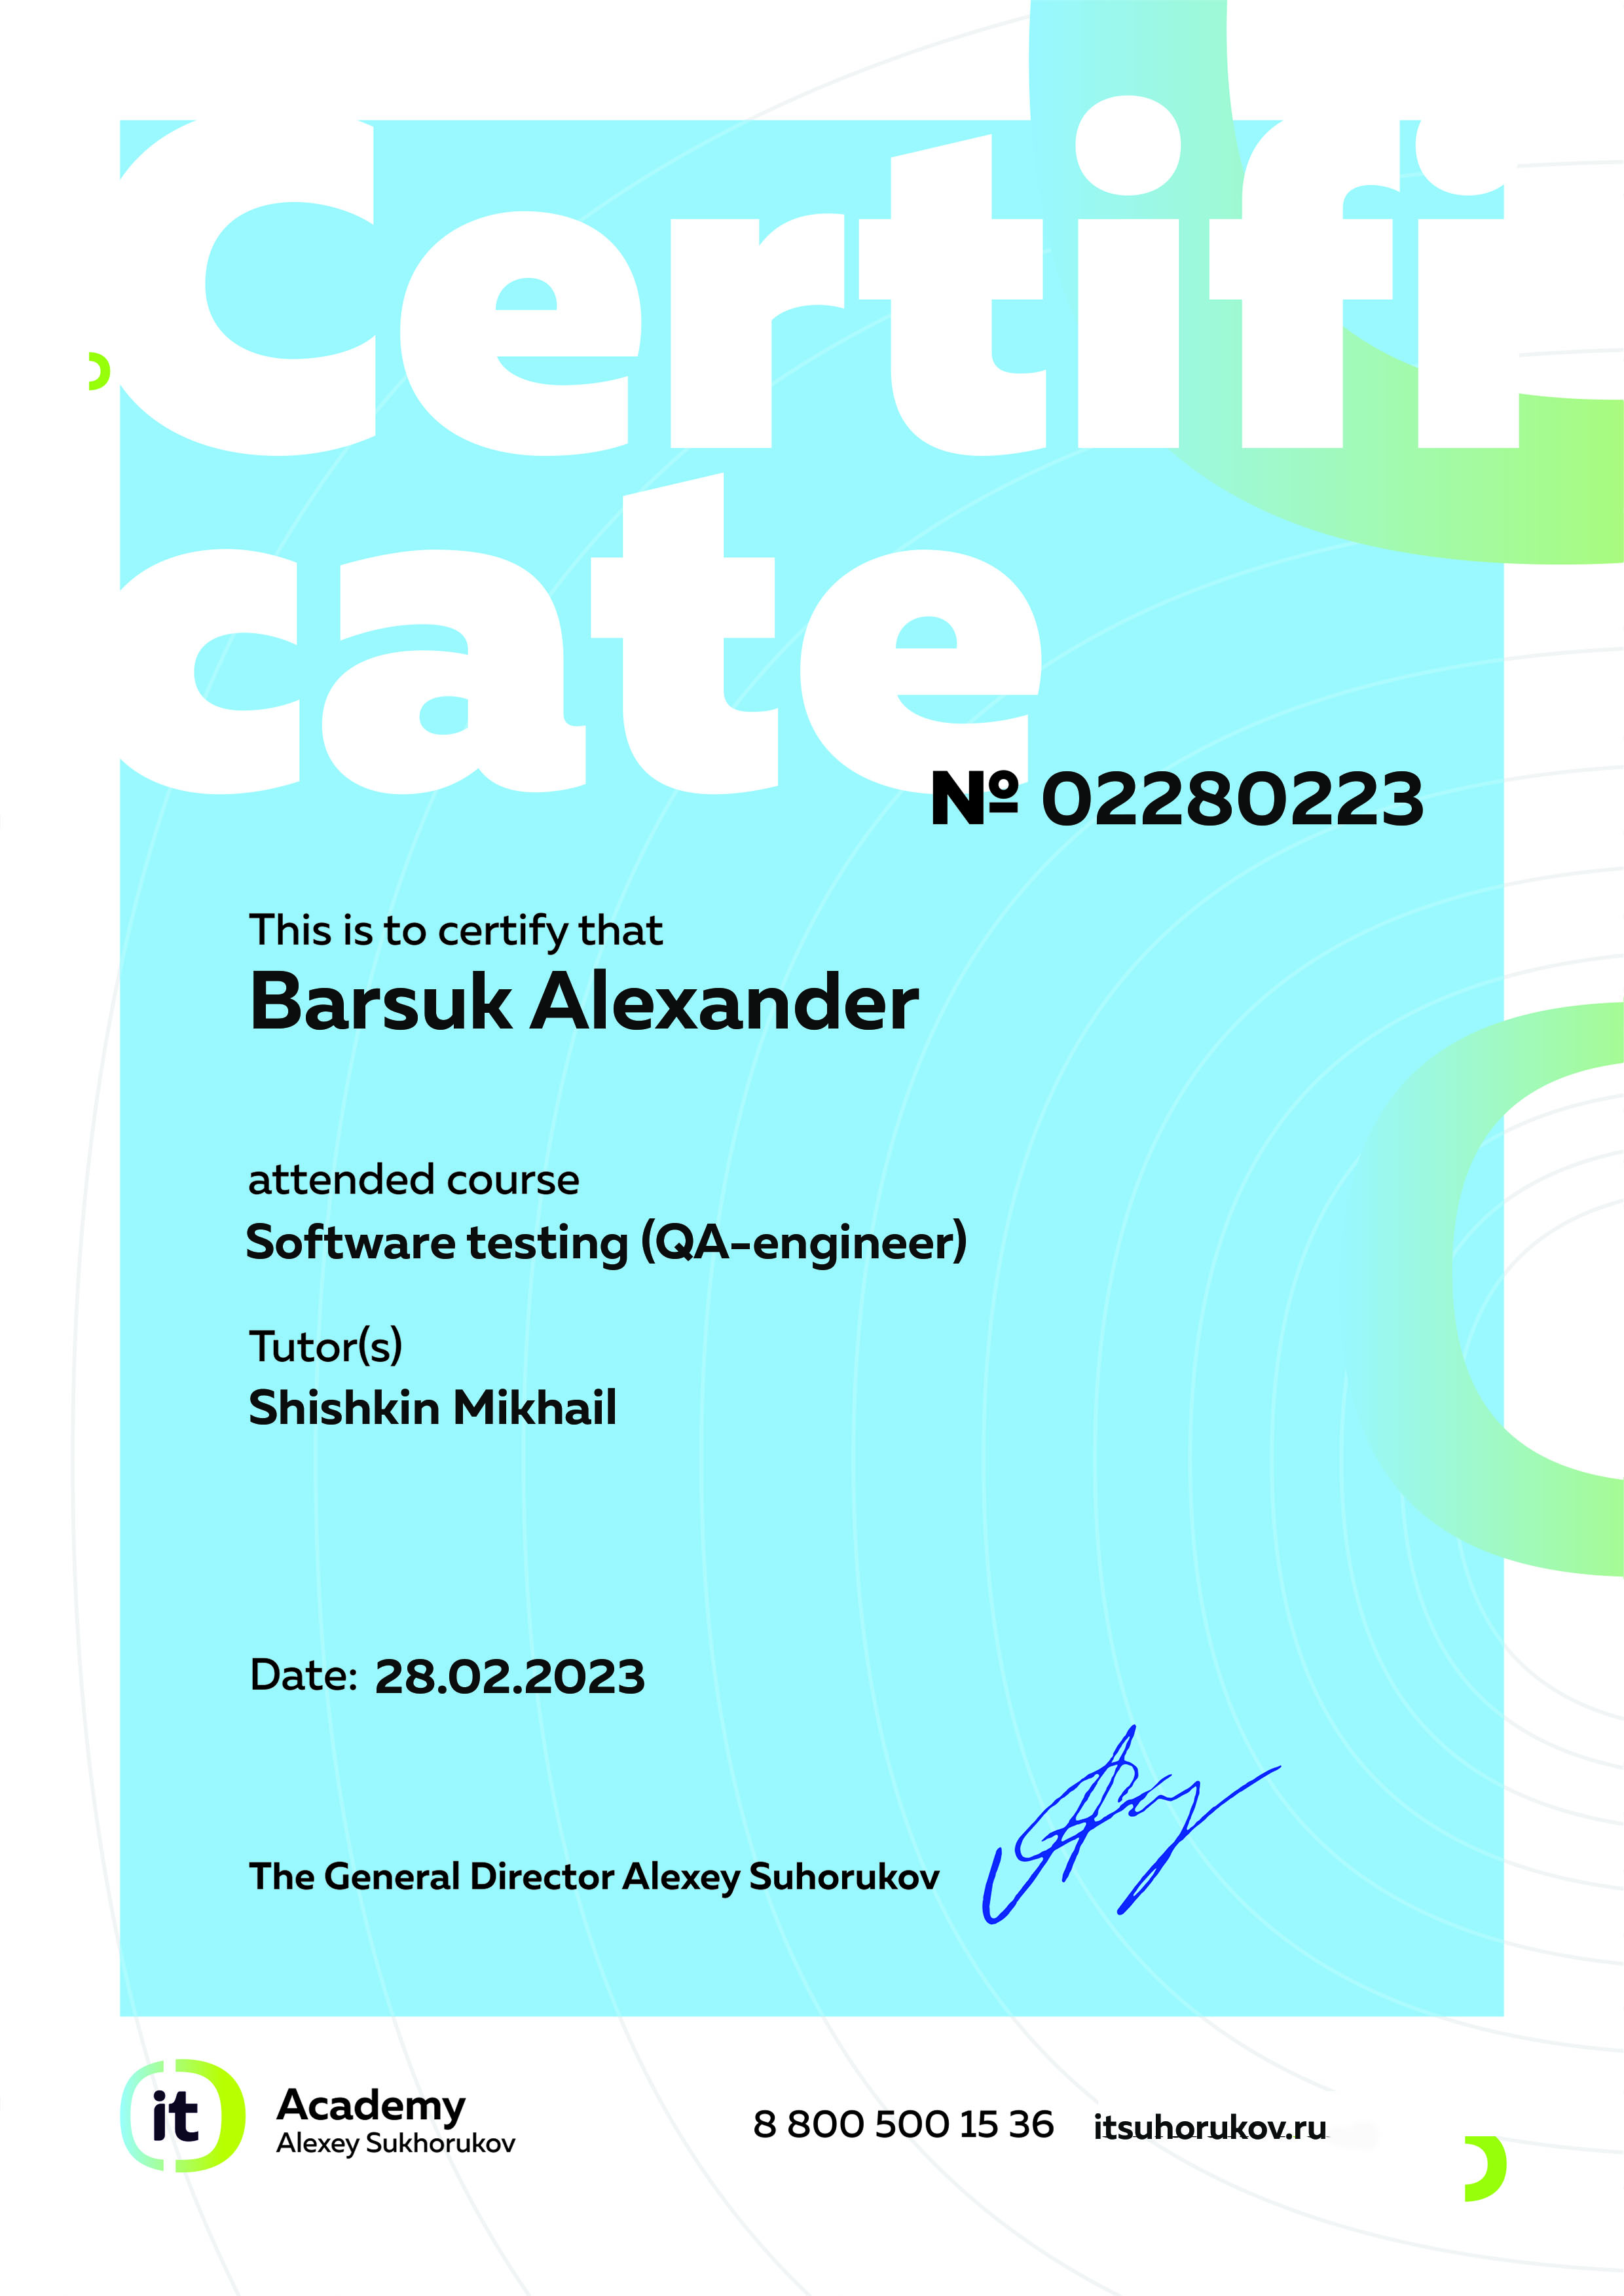 Certifi
cate
№ 02280223
This is to certify that
Barsuk Alexander
attended course
Software testing (QA-engineer)
Tutor(s)
Shishkin Mikhail
Date: 28.02.2023
The General Director Alexey Suhorukov
it
Academy
Alexey Sukhorukov
8 800 500 15 36
itsuhorukov.ru